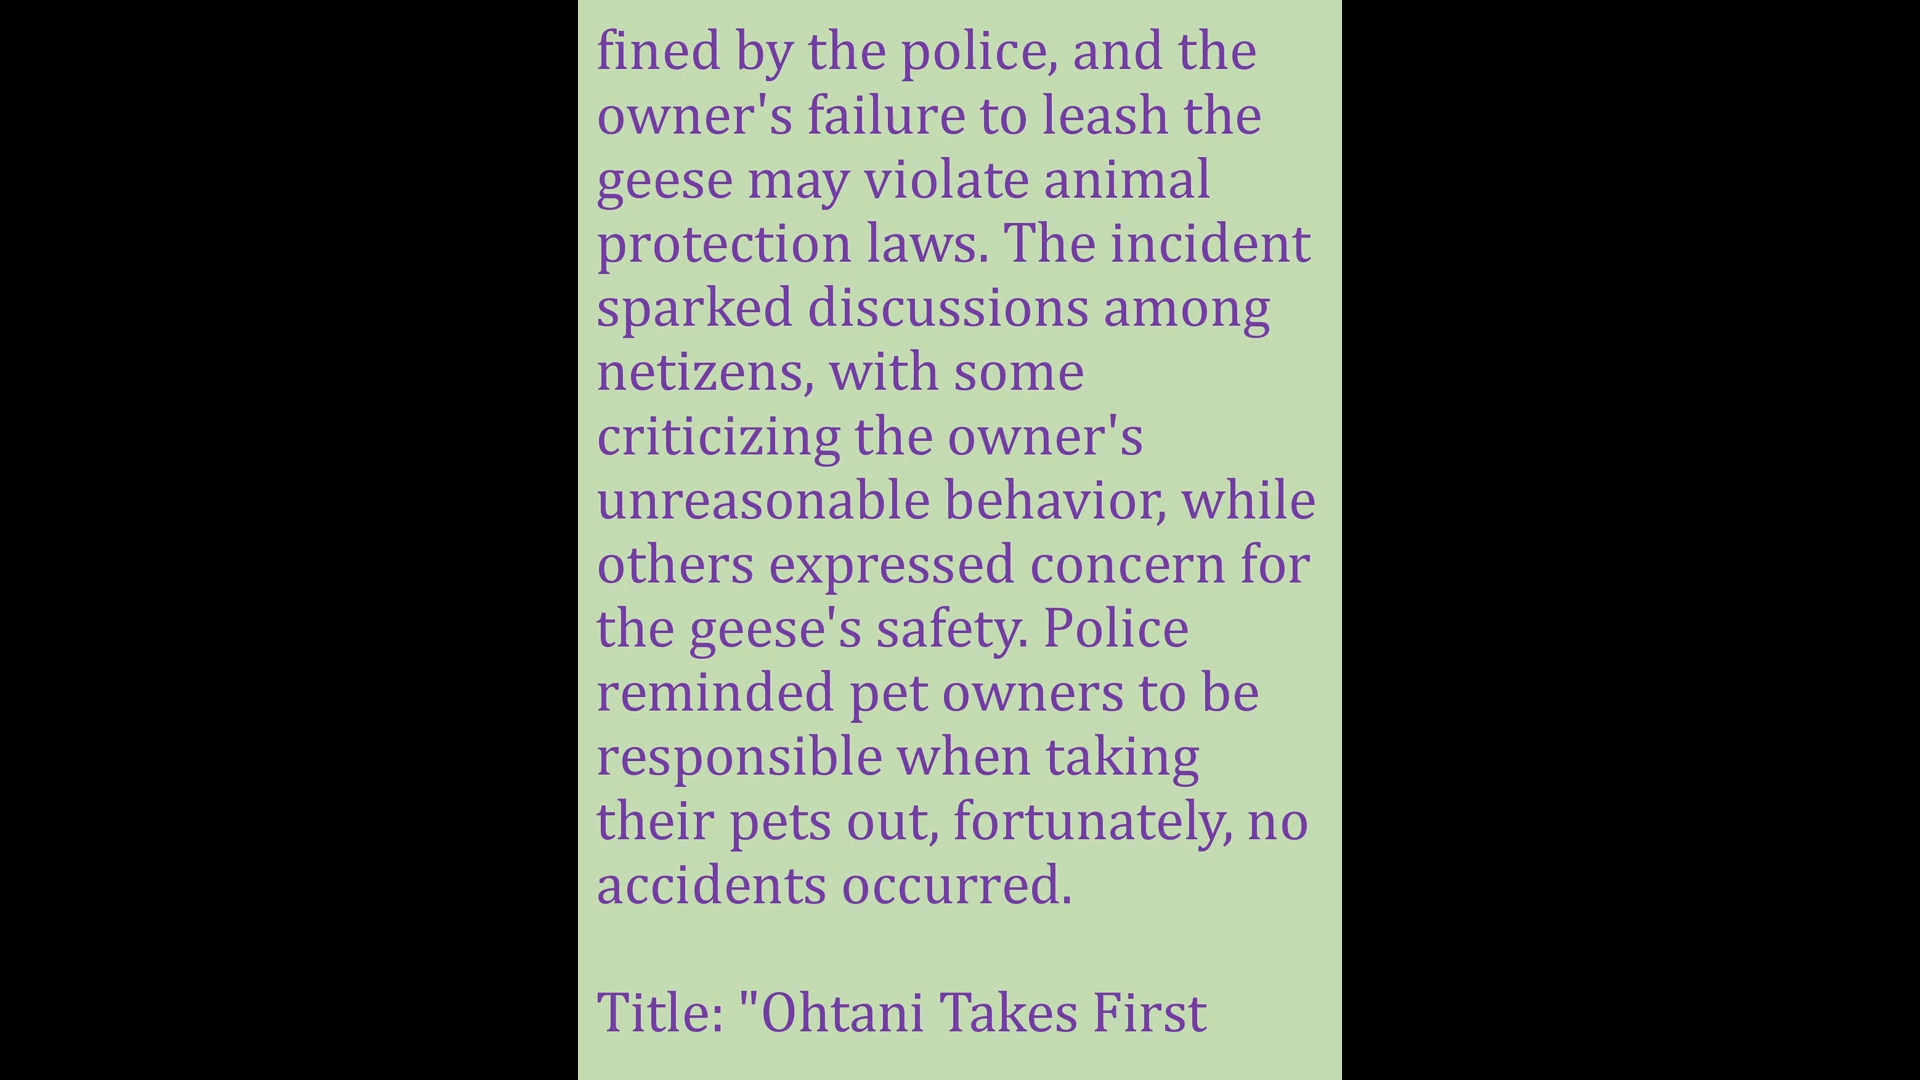 fined by the police, and the
owner's failure to leash the
geese may violate animal
protection laws. The incident
sparked discussions among
netizens, with some
criticizing the owner's
unreasonable behavior, while
others expressed concern for
the geese's safety. Police
reminded pet owners to be
responsible when taking
their pets out, fortunately, no
accidents occurred.
Title: "Ohtani Takes First